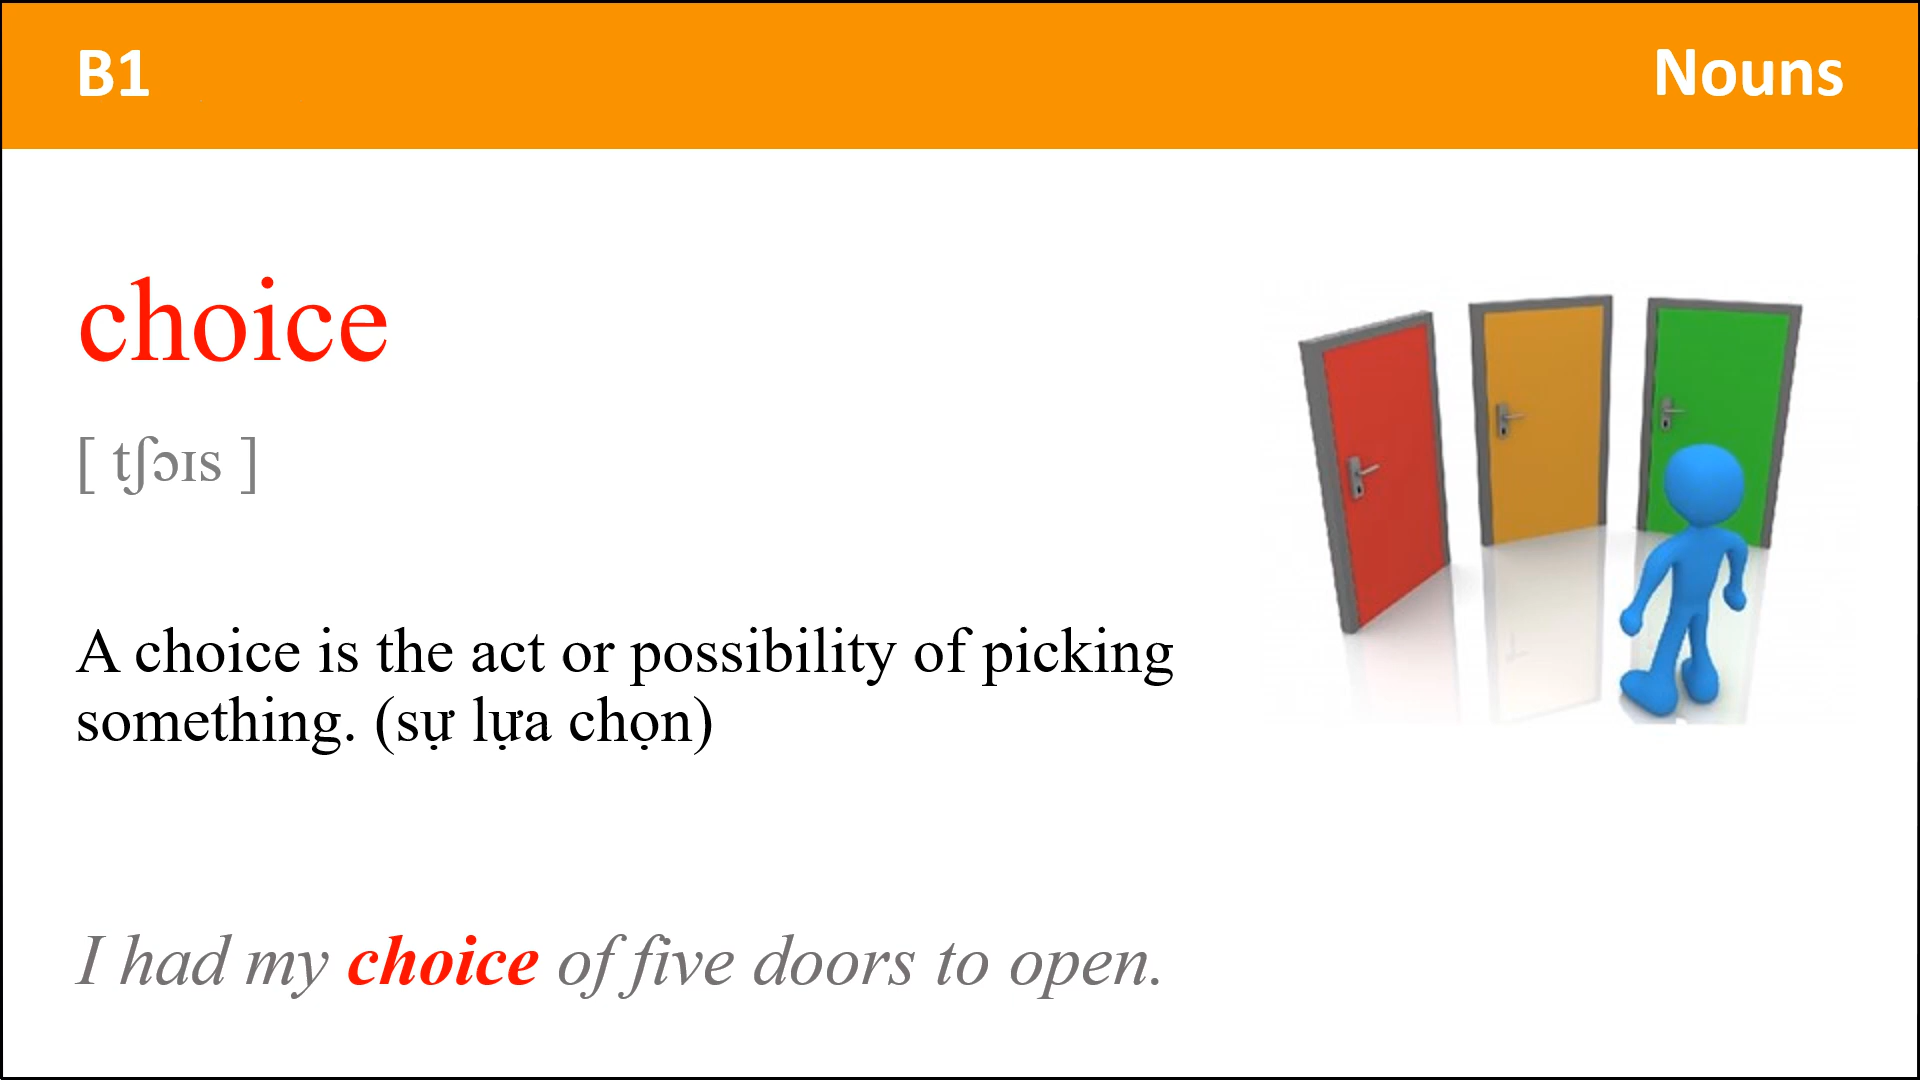 B1
Nouns
choice
[ tʃɔɪs ]
A choice is the act or possibility of picking
something. (sự lựa chọn)
I had my choice of five doors to open.